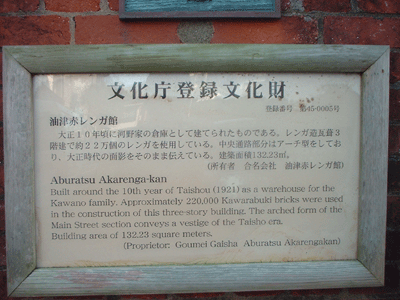 文化庁登録文化財
登録番号 第45-0005号
油津赤レンガ館
大正10年頃に河野家の倉庫として建てられたものである。レンガ造瓦葺3
階建で約22万個のレンガを使用している。中央通路部分はアーチ型をしてお
り、大正時代の面影をそのまま伝えている。建築面積132.23㎡。
(所有者 合名会社 油津赤レンガ館)
Aburatsu Akarenga-kan
Built around the 10th year of Taishou (1921) as a warehouse for the
Kawano family. Approximately 220,000 Kawarabuki bricks were used
in the construction of this three-story building. The arched form of the
Main Street section conveys a vestige of the Taisho era.
Building area of 132.23 square meters.
(Proprietor: Goumei Gaisha Aburatsu Akarengakan)